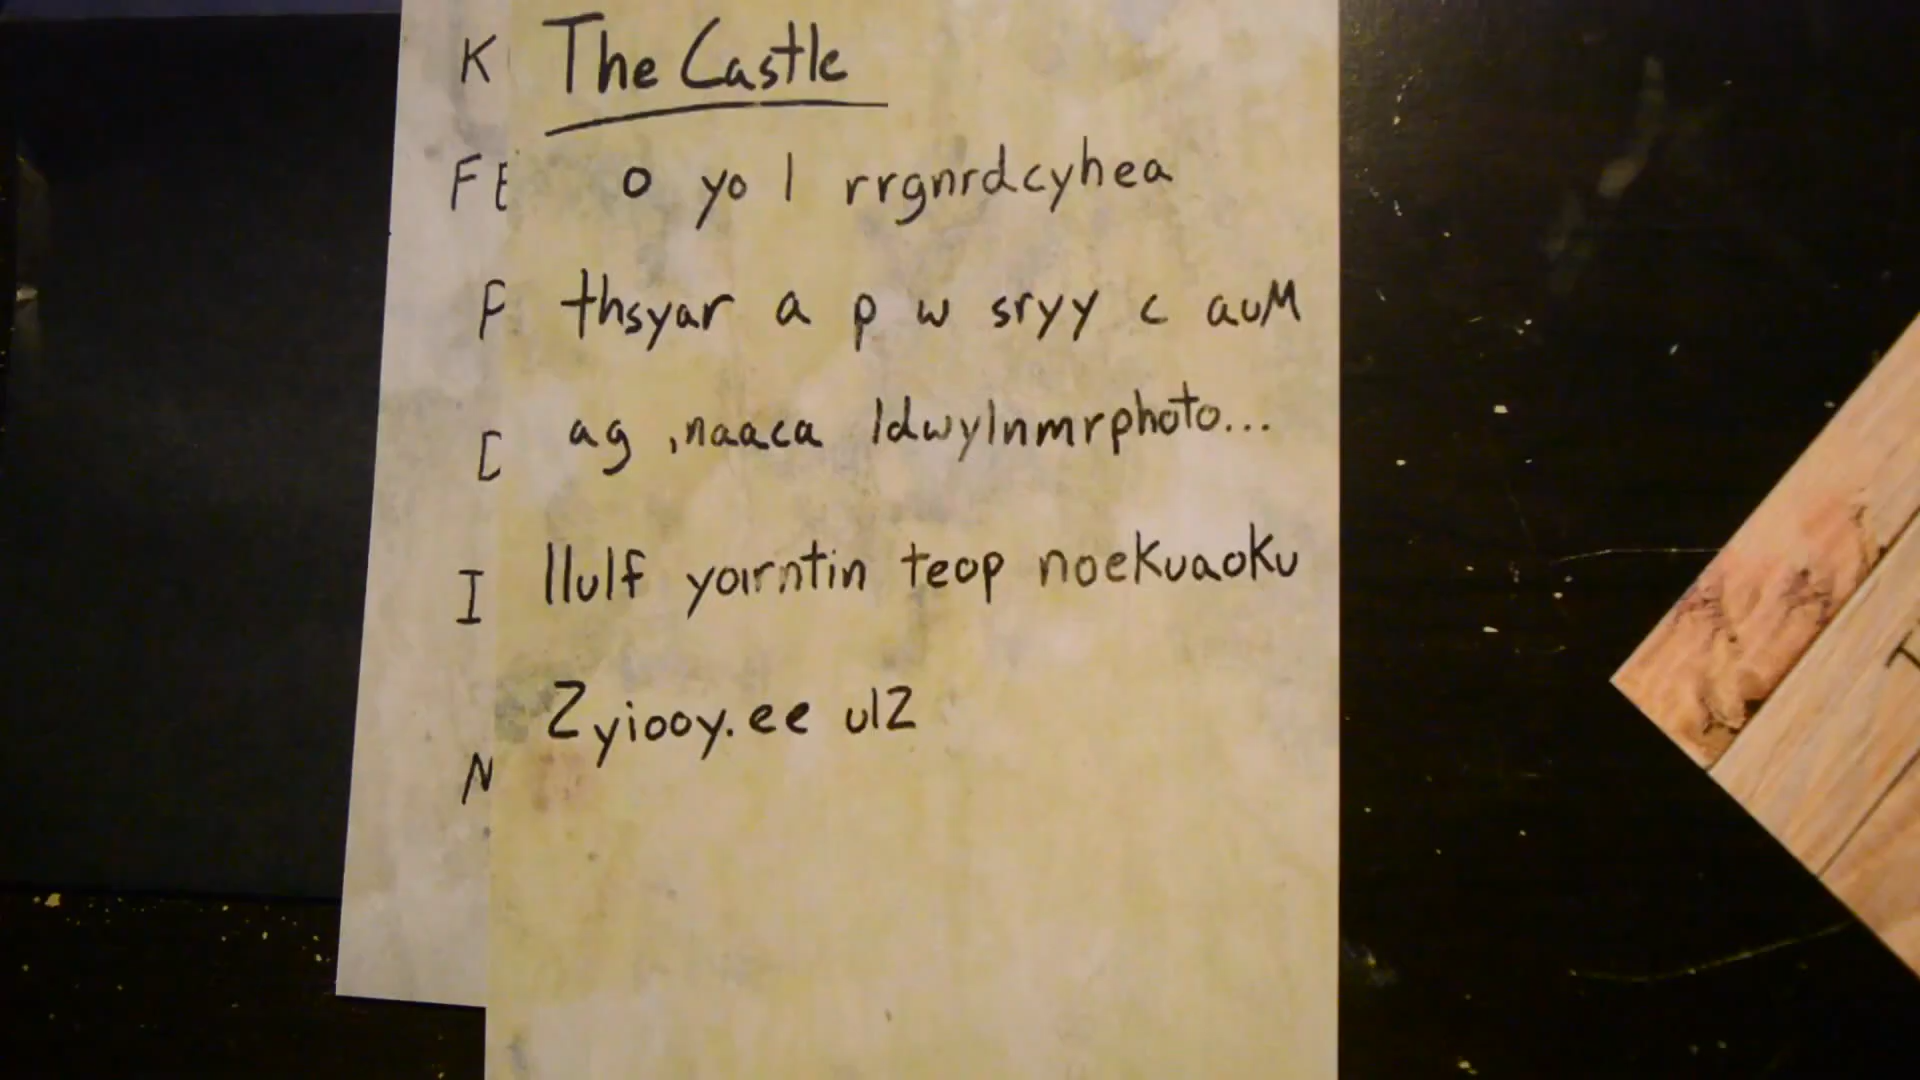 The Castle
o yo l rrgnrdcyhea
thsyar a p w sryy c auM
ag ,naaca ldwylnmrphoto...
llulf yoirntin teop noekuaoku
Zyiooy.ee ulZ
K
F
I
N